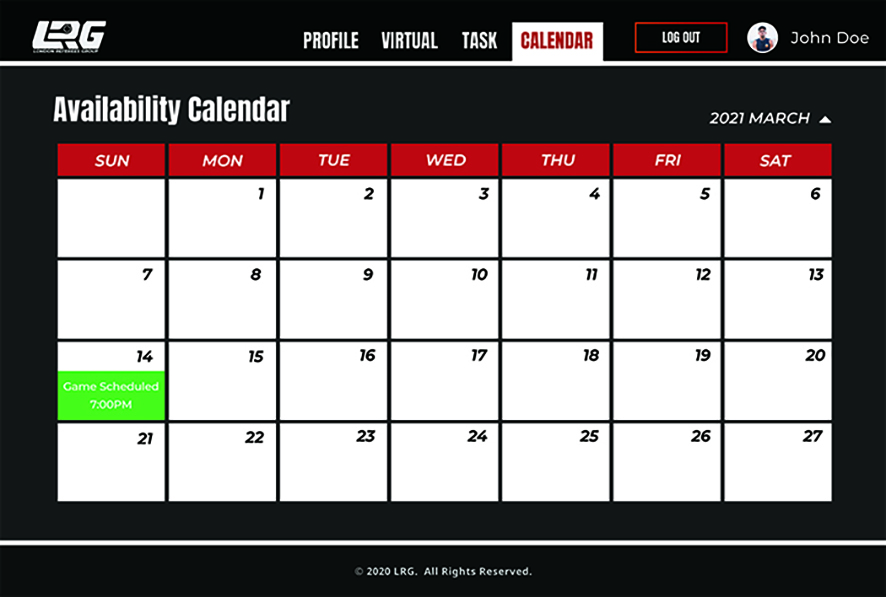 LRG
LONDON REFEREES GROUP
PROFILE VIRTUAL TASK CALENDAR LOG OUT John Doe
Availability Calendar
2021 MARCH
SUN MON TUE WED THU FRI SAT
1 2 3 4 5 6
7 8 9 10 11 12 13
14 15 16 17 18 19 20
Game Scheduled
7:00PM
21 22 23 24 25 26 27
© 2020 LRG. All Rights Reserved.